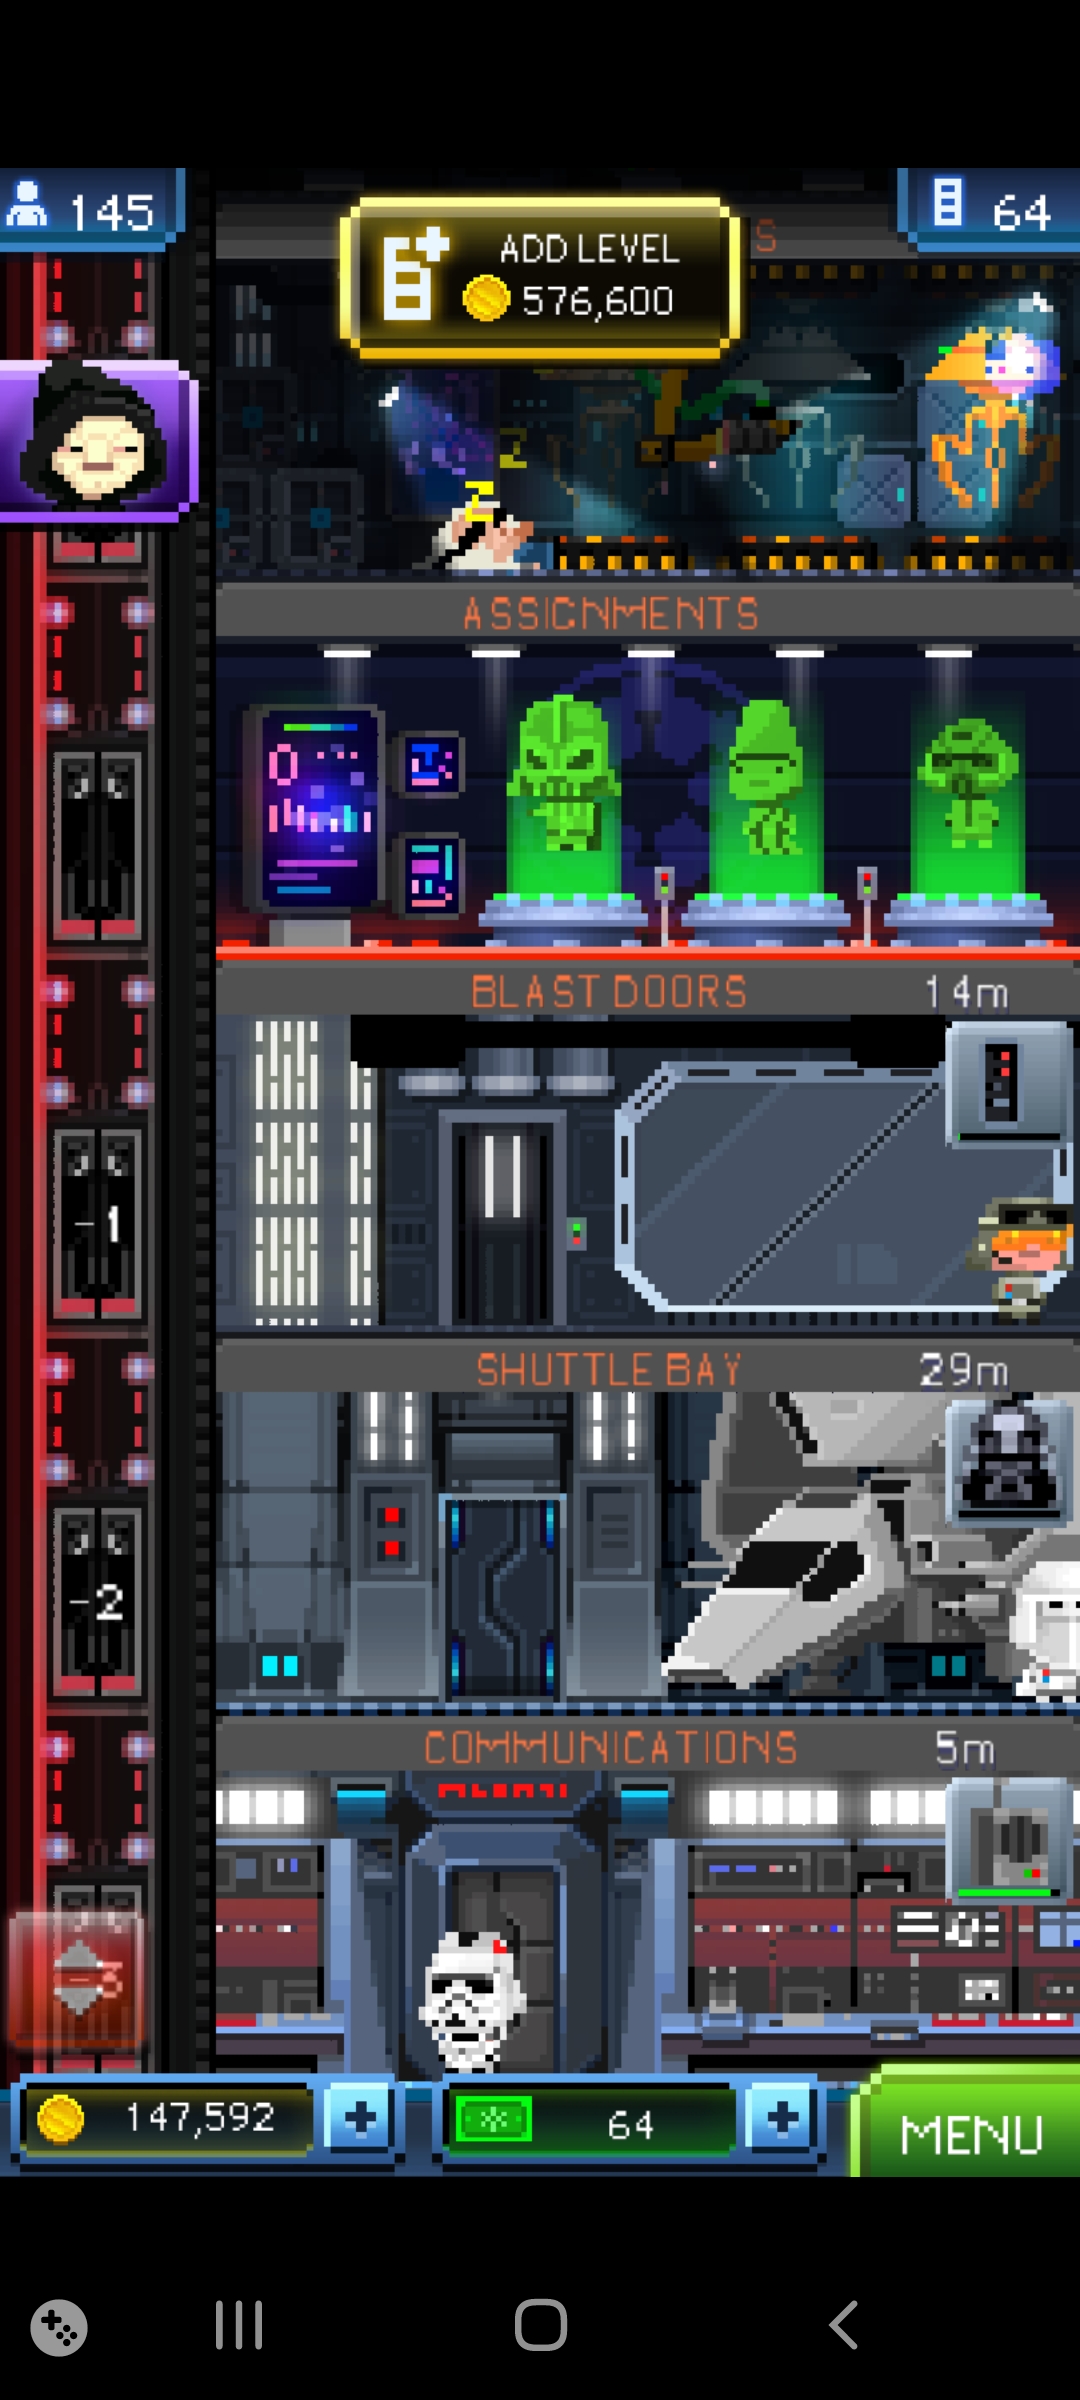 145
64
S
ADD LEVEL
576,600
Z
Z
ASSIGNMENTS
BLAST DOORS 14m
-1
SHUTTLE BAY 29m
-2
COMMUNICATIONS 5m
-3
147,592
64
MENU